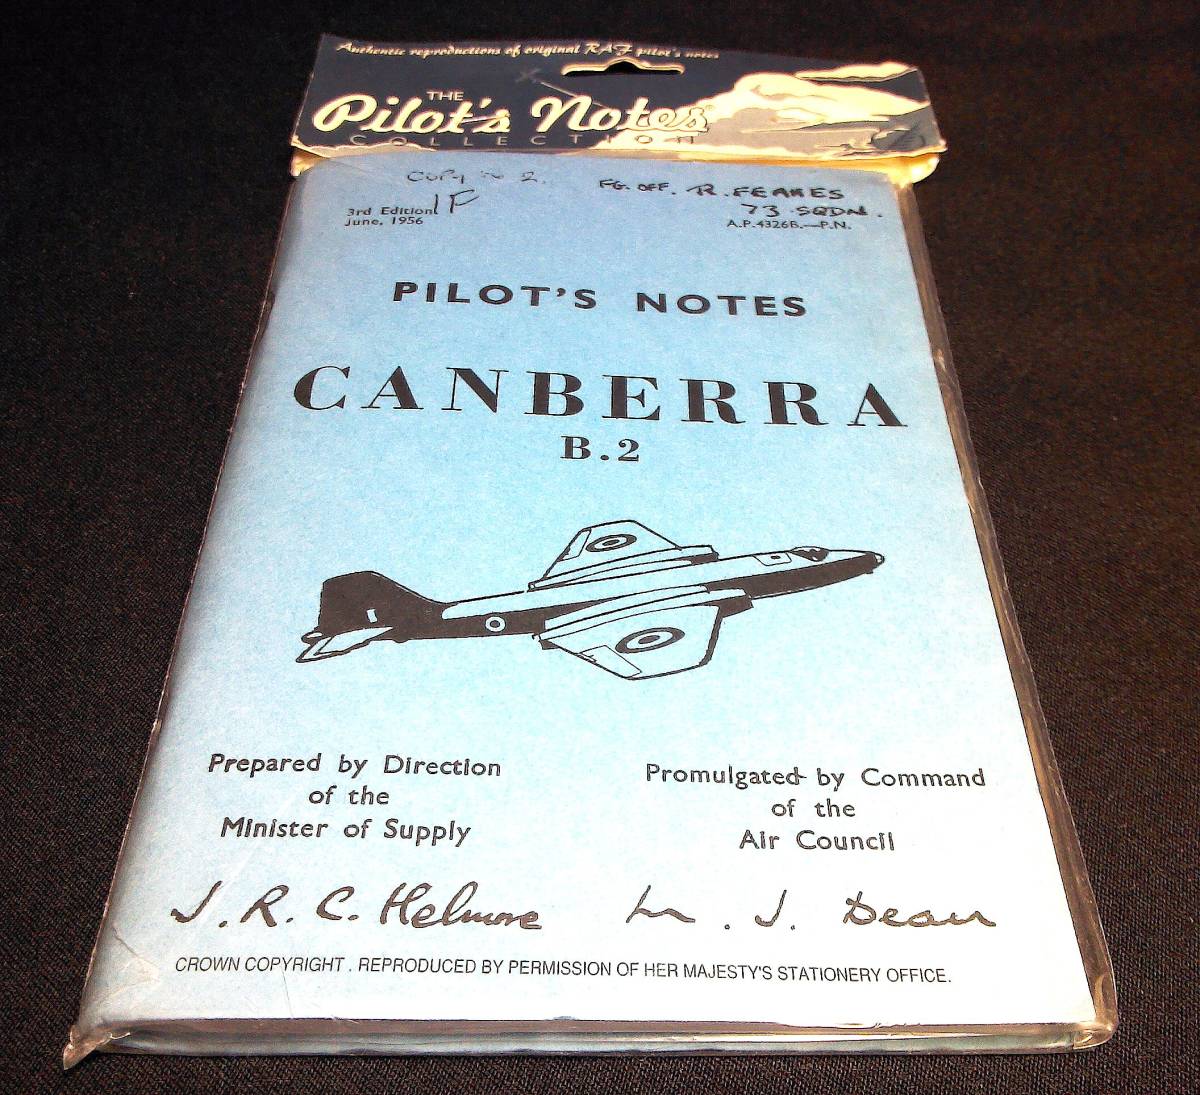 Authentic reproductions of original RAF pilot's notes
THE
Pilot's Notes
COLLECTION
COPY No 2.
1F
FG. OFF. R. FEAKES
73 SQDN.
3rd Edition
June, 1956
A.P.4326B.—P.N.
PILOT'S NOTES
CANBERRA
B.2
Prepared by Direction
of the
Minister of Supply
Promulgated by Command
of the
Air Council
J. R. C. Helmore
M. J. Dean
CROWN COPYRIGHT . REPRODUCED BY PERMISSION OF HER MAJESTY'S STATIONERY OFFICE.